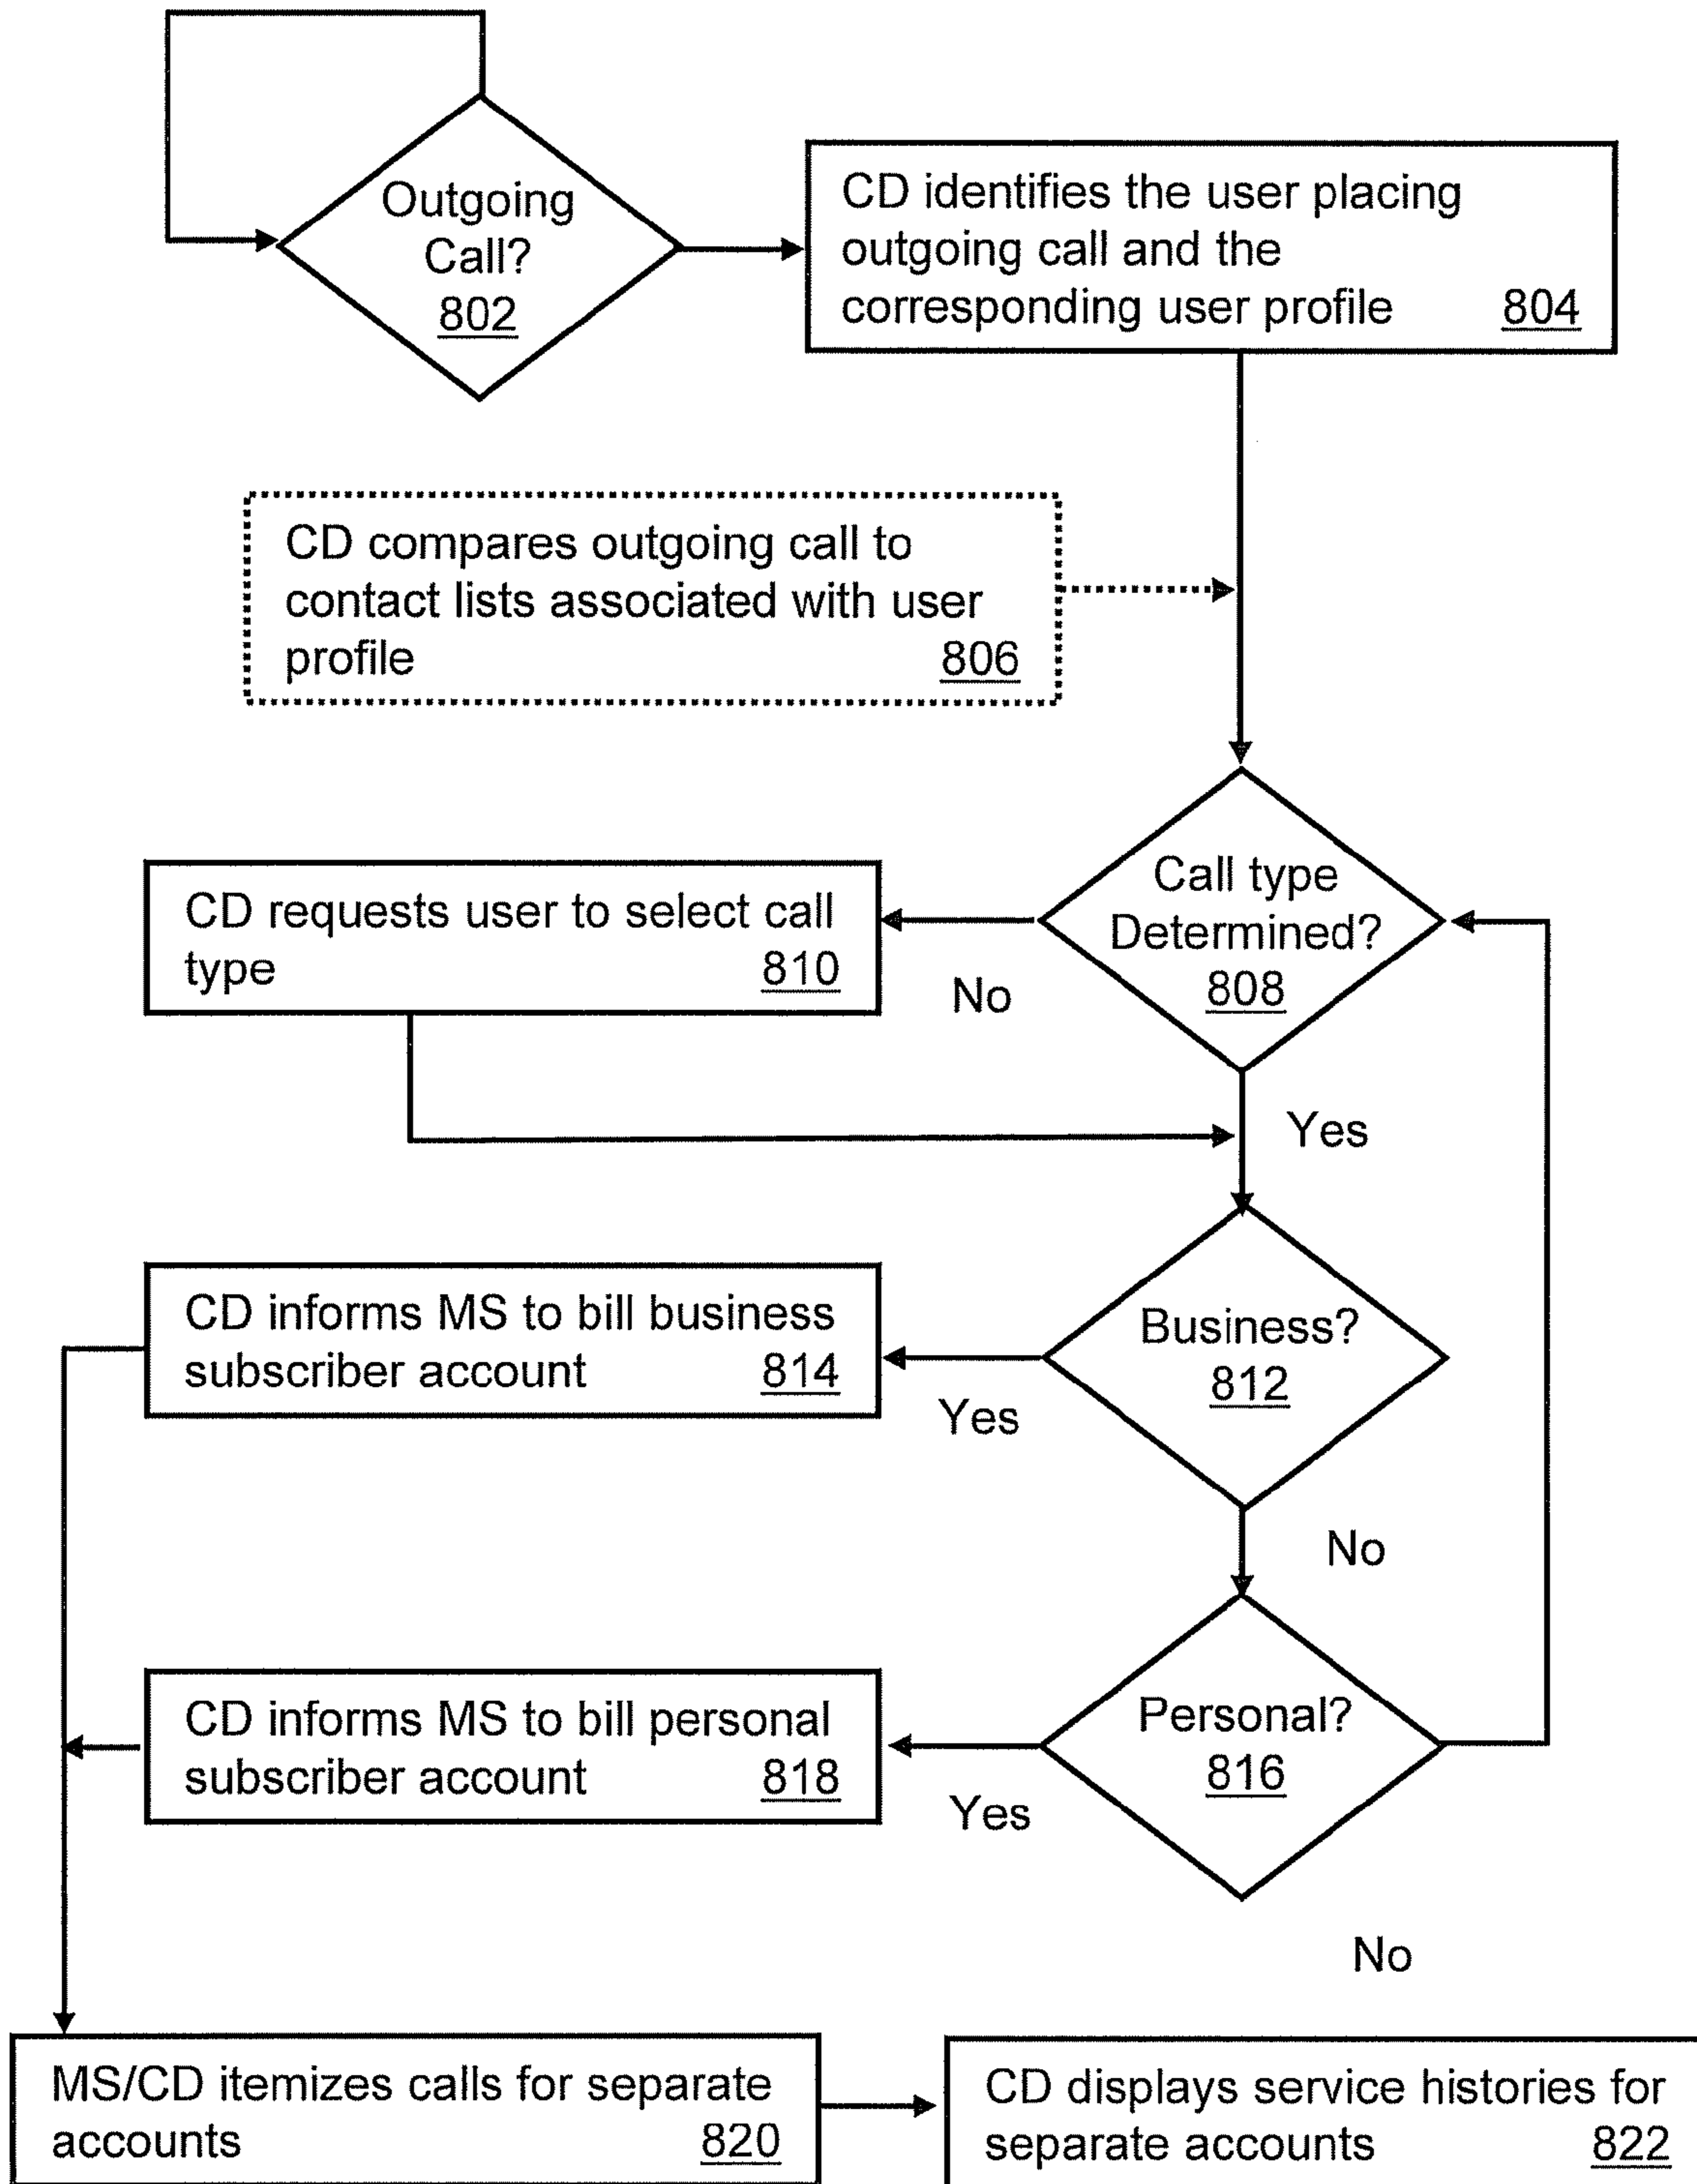 Outgoing
Call?
802
CD identifies the user placing
outgoing call and the
corresponding user profile 804
CD compares outgoing call to
contact lists associated with user
profile 806
Call type
Determined?
808
CD requests user to select call
type 810
No
Yes
Business?
812
CD informs MS to bill business
subscriber account 814
Yes
No
Personal?
816
CD informs MS to bill personal
subscriber account 818
Yes
No
MS/CD itemizes calls for separate
accounts 820
CD displays service histories for
separate accounts 822